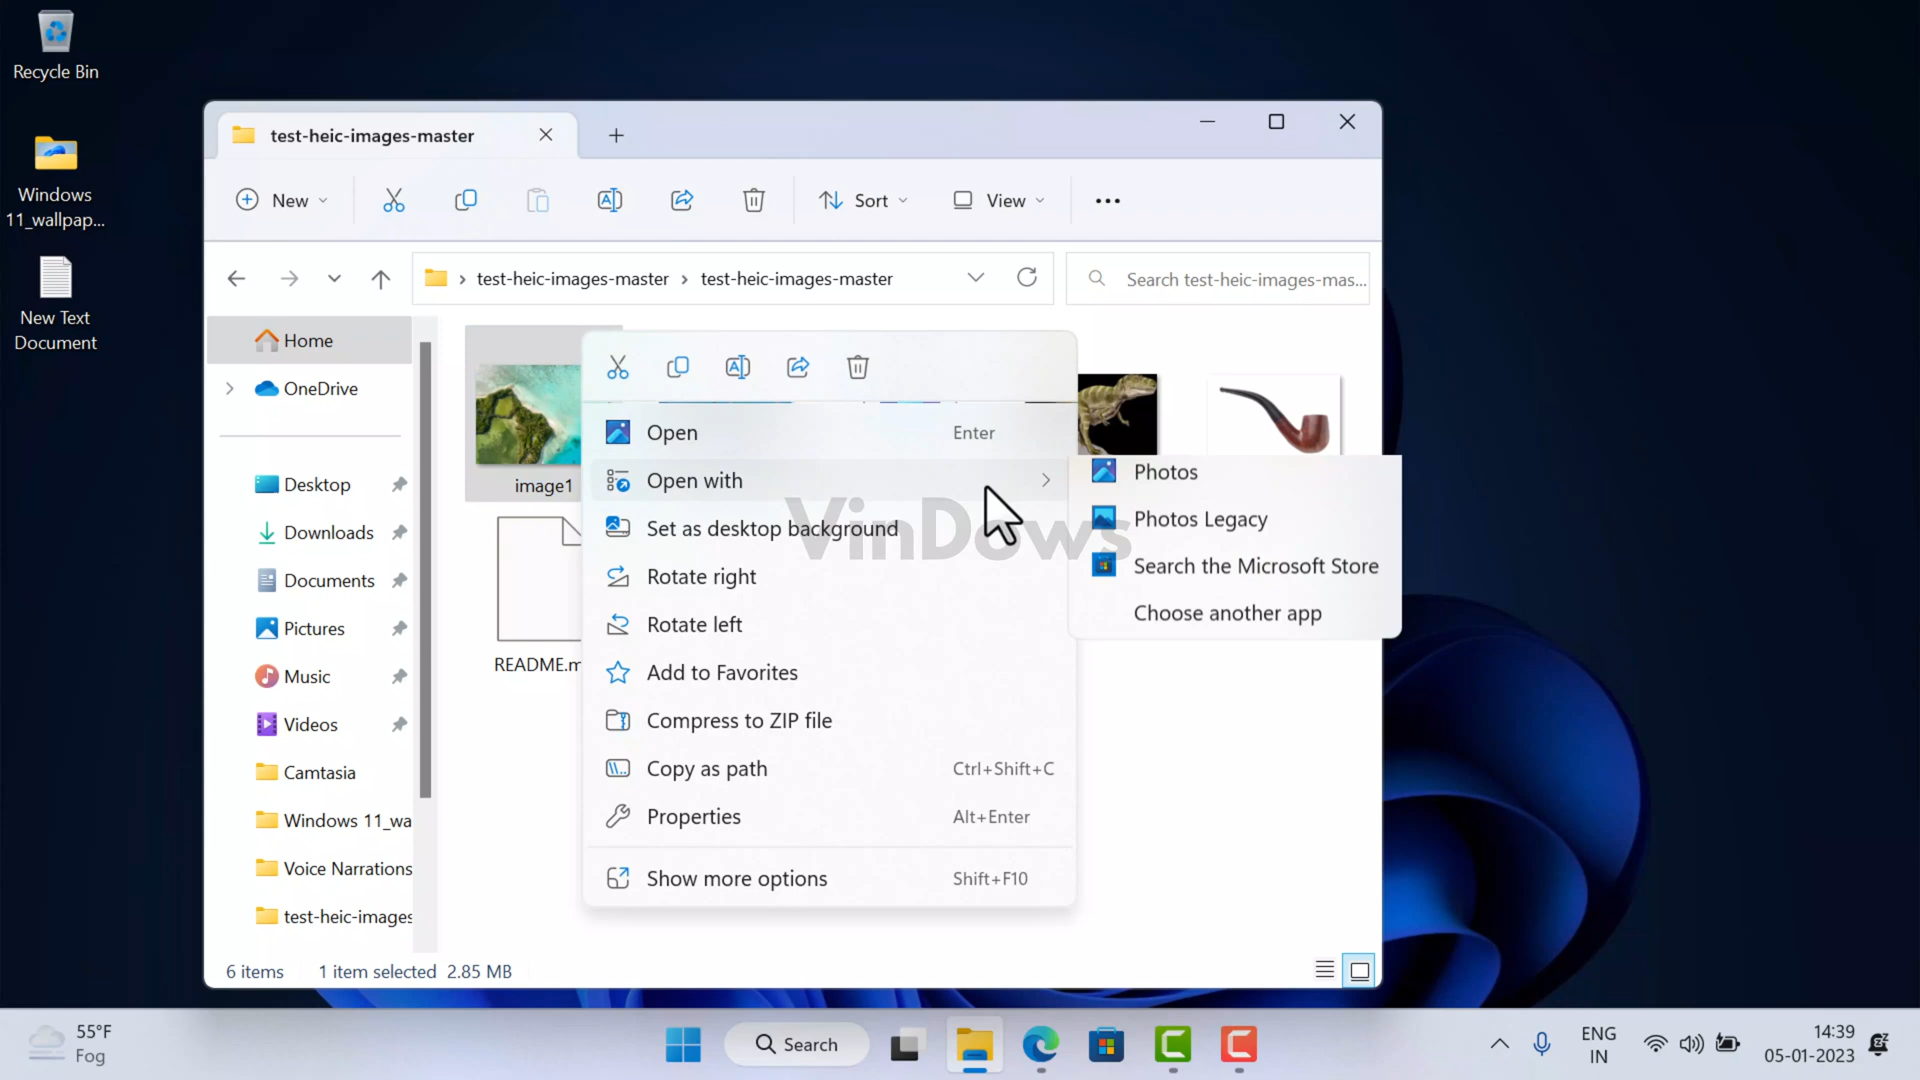 Recycle Bin
Windows
11_wallpap...
New Text
Document
test-heic-images-master
New
Sort
View
test-heic-images-master
test-heic-images-master
Search test-heic-images-mas...
Home
OneDrive
Desktop
Downloads
Documents
Pictures
Music
Videos
Camtasia
Windows 11_wa
Voice Narrations
test-heic-images
image1
README.m
Open Enter
Open with
Set as desktop background
Rotate right
Rotate left
Add to Favorites
Compress to ZIP file
Copy as path Ctrl+Shift+C
Properties Alt+Enter
Show more options Shift+F10
Photos
Photos Legacy
Search the Microsoft Store
Choose another app
VinDows
6 items 1 item selected 2.85 MB
55°F
Fog
Search
ENG
IN
14:39
05-01-2023